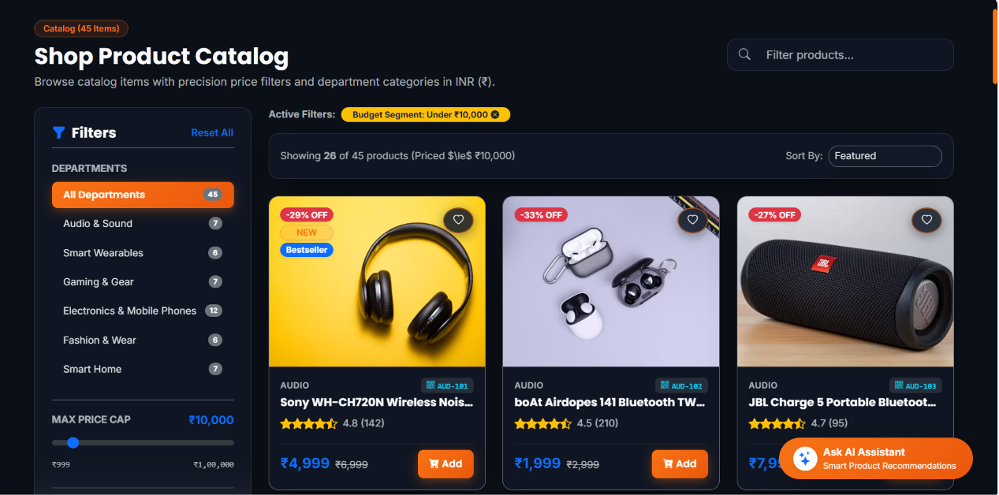 Catalog (45 Items)
Shop Product Catalog
Browse catalog items with precision price filters and department categories in INR (₹).
Filter products...
Filters
Reset All
DEPARTMENTS
All Departments 45
Audio & Sound 7
Smart Wearables 6
Gaming & Gear 7
Electronics & Mobile Phones 12
Fashion & Wear 6
Smart Home 7
MAX PRICE CAP ₹10,000
₹999 ₹1,00,000
Active Filters: Budget Segment: Under ₹10,000
Showing 26 of 45 products (Priced $\le$ ₹10,000)
Sort By: Featured
-29% OFF
NEW
Bestseller
AUDIO AUD-101
Sony WH-CH720N Wireless Nois...
4.8 (142)
₹4,999 ₹6,999 Add
-33% OFF
AUDIO AUD-102
boAt Airdopes 141 Bluetooth TW...
4.5 (210)
₹1,999 ₹2,999 Add
-27% OFF
JBL
AUDIO AUD-103
JBL Charge 5 Portable Bluetoot...
4.7 (95)
₹7,9
Ask AI Assistant
Smart Product Recommendations